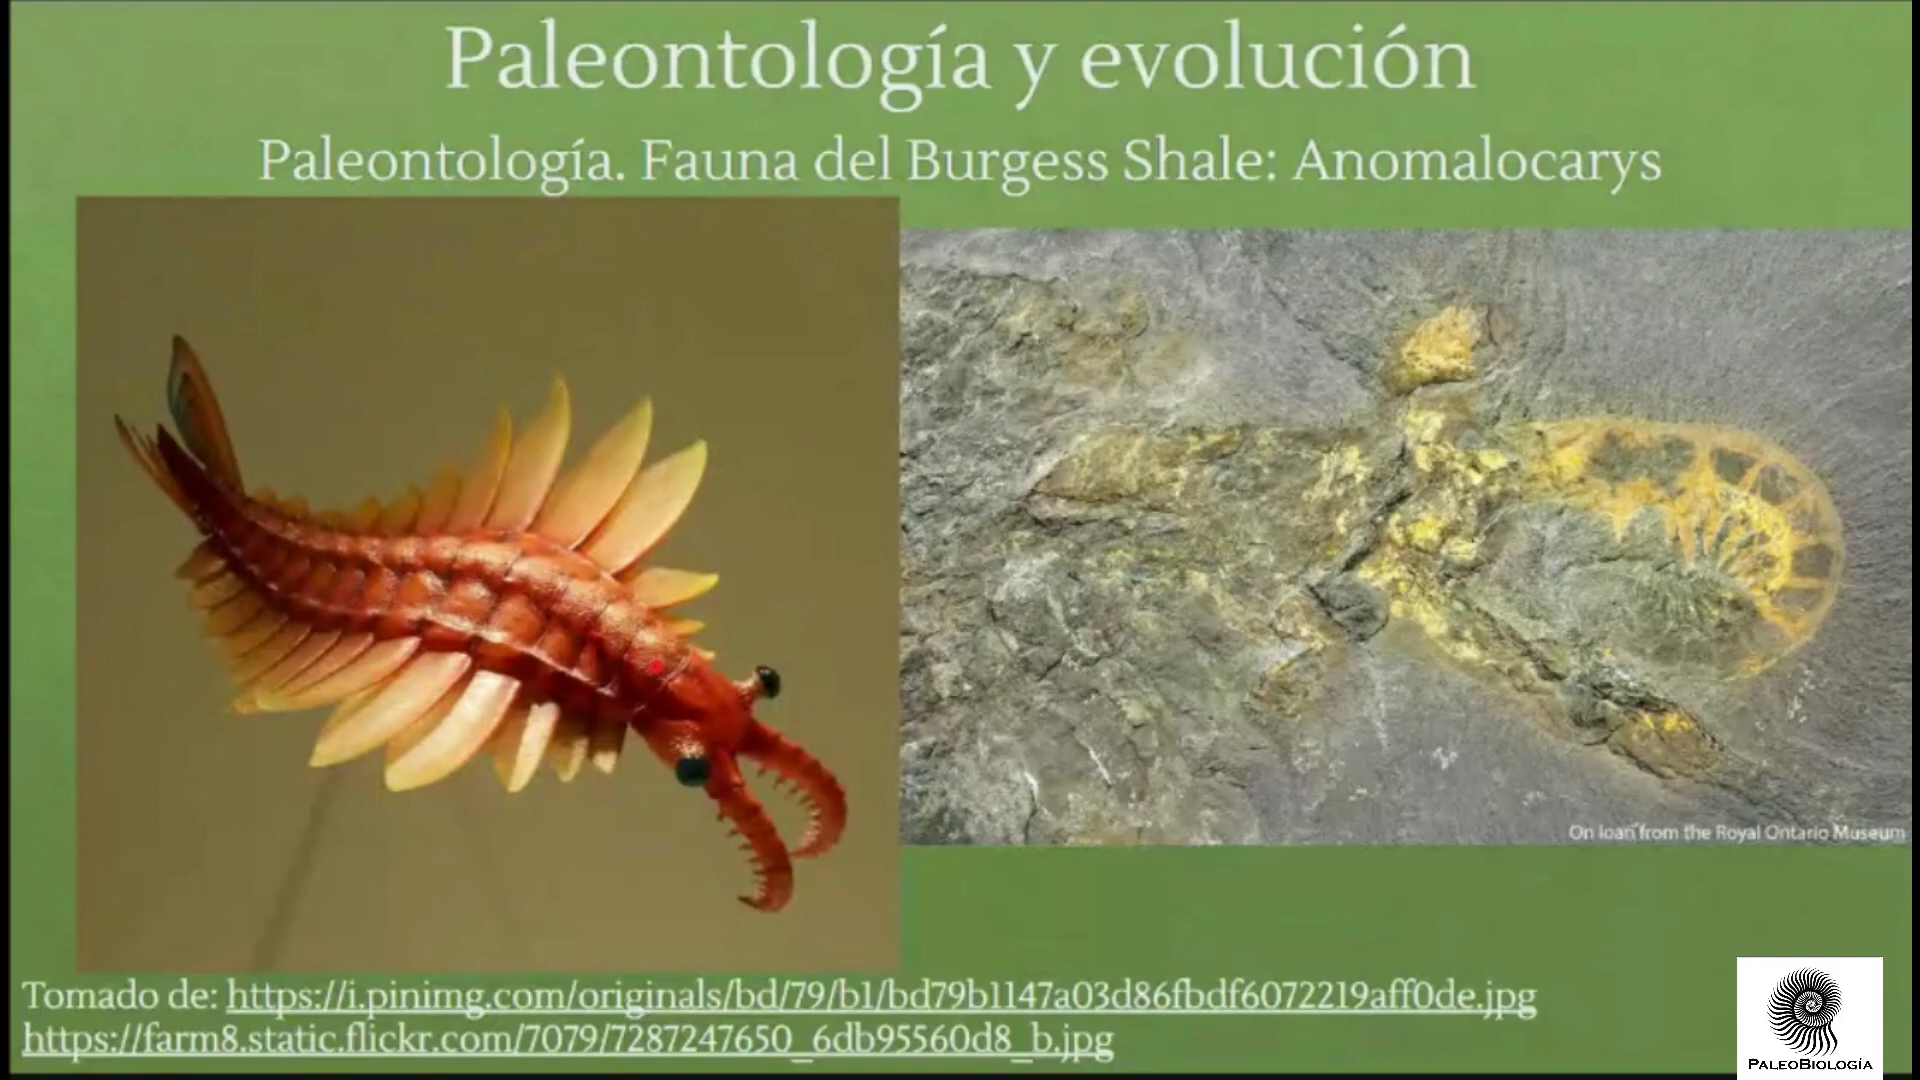 Paleontología y evolución
Paleontología. Fauna del Burgess Shale: Anomalocarys
On loan from the Royal Ontario Museum
Tomado de: https://i.pinimg.com/originals/bd/79/b1/bd79b1147a03d86fbdf6072219aff0de.jpg
https://farm8.static.flickr.com/7079/7287247650_6db95560d8_b.jpg
PALEOBIOLOGÍA